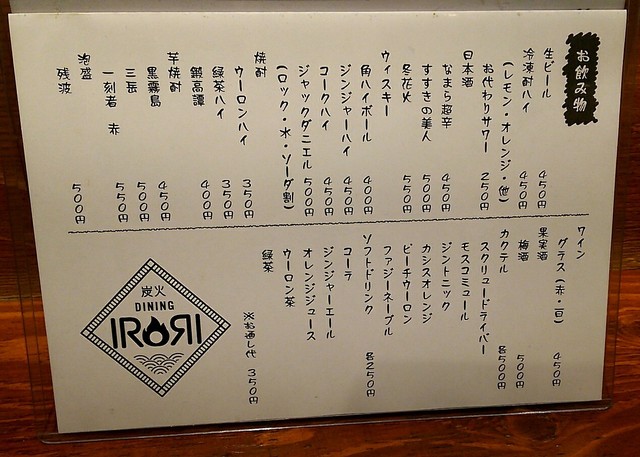 お飲み物
生ビール 450円
冷凍酎ハイ 450円
(レモン・オレンジ・他)
お代わりサワー 250円
日本酒
なまら超辛 450円
すすきの美人 500円
冬花火 550円
ウィスキー
角ハイボール 400円
ジンジャーハイ 450円
コークハイ 450円
ジャックダニエル 500円
(ロック・水・ソーダ割)
焼酎
ウーロンハイ 350円
緑茶ハイ 350円
鍛高譚 400円
芋焼酎
黒霧島 450円
三岳 500円
一刻者 赤 550円
泡盛
残波 500円
ワイン
グラス(赤・白) 450円
果実酒
梅酒 500円
カクテル 各500円
スクリュードライバー
モスコミュール
ジントニック
カシスオレンジ
ピーチウーロン
ファジーネーブル
ソフトドリンク 各250円
コーラ
ジンジャーエール
オレンジジュース
ウーロン茶
緑茶
※お通し代 350円
炭火
DINING
IRORI